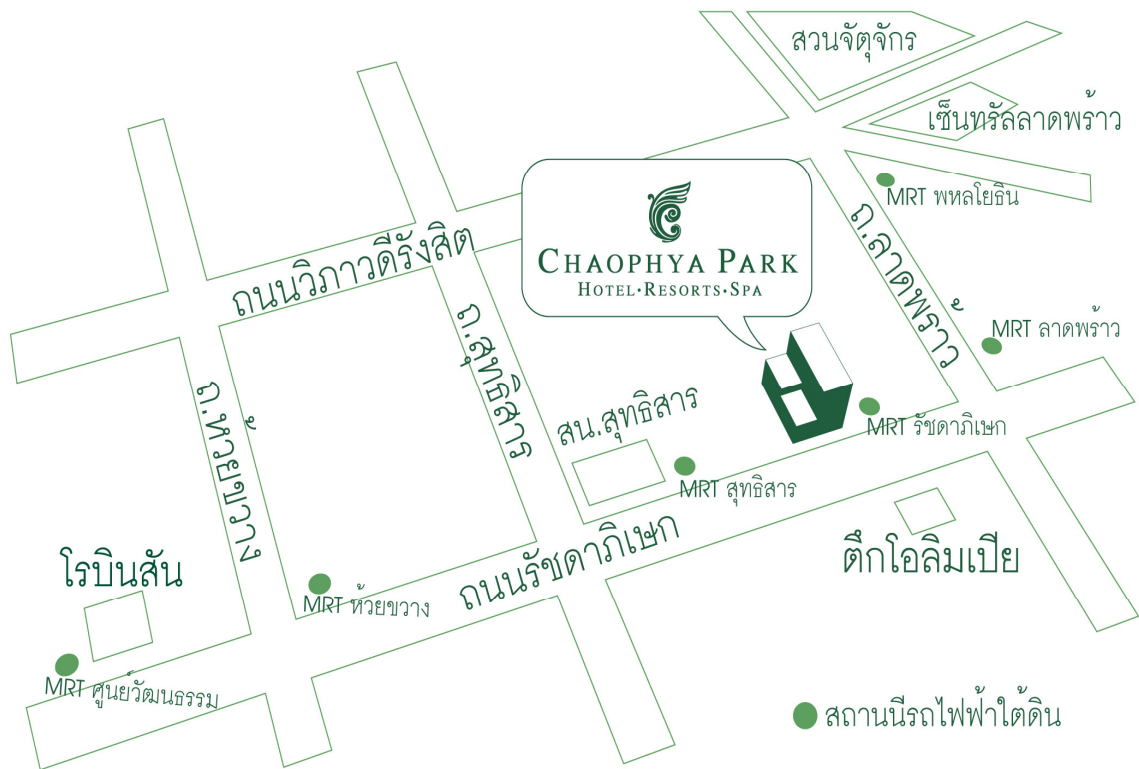 สวนจัตุจักร
เซ็นทรัลลาดพร้าว
MRT พหลโยธิน
CHAOPHYA PARK
HOTEL·RESORTS·SPA
ถนนวิภาวดีรังสิต
ถ.ลาดพร้าว
MRT ลาดพร้าว
ถ.สุทธิสาร
ถ.ห้วยขวาง
สน.สุทธิสาร
MRT รัชดาภิเษก
MRT สุทธิสาร
ถนนรัชดาภิเษก
ตึกโอลิมเปีย
โรบินสัน
MRT ห้วยขวาง
MRT ศูนย์วัฒนธรรม
สถานนีรถไฟฟ้าใต้ดิน